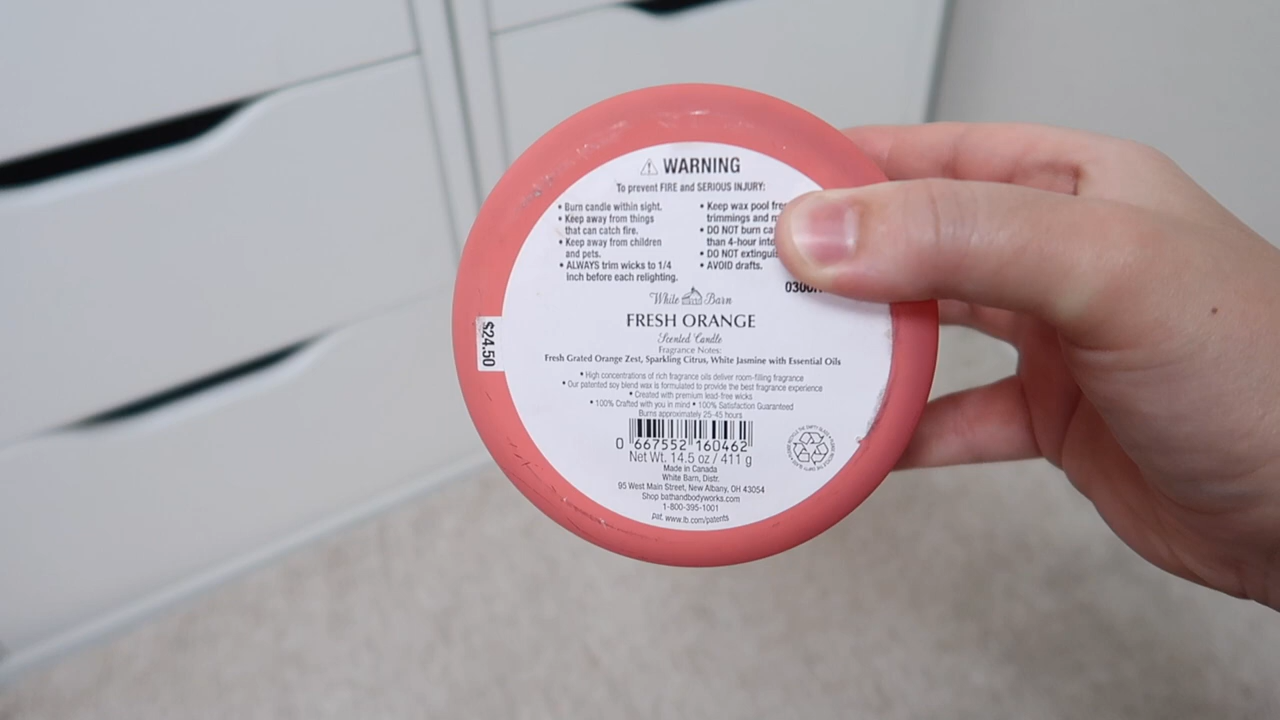 WARNING
To prevent FIRE and SERIOUS INJURY:
• Burn candle within sight.
• Keep away from things
that can catch fire.
• Keep away from children
and pets.
• ALWAYS trim wicks to 1/4
inch before each relighting.
• Keep wax pool
trimmings and
• DO NOT burn
than 4-hour
• DO NOT
• AVOID drafts.
White Barn
FRESH ORANGE
Scented Candle
Fragrance Notes:
Fresh Grated Orange Zest, Sparkling Citrus, White Jasmine with Essential Oils
• High concentrations of rich fragrance oils deliver room-filling fragrance
• Our patented soy blend wax is formulated to provide the best fragrance experience
• Created with premium lead-free wicks
• 100% Crafted with you in mind • 100% Satisfaction Guaranteed
Burns approximately 25-45 hours
0 667552 160462
Net Wt. 14.5 oz / 411 g
Made in Canada
White Barn, Distr.
95 West Main Street, New Albany, OH 43054
Shop bathandbodyworks.com
1-800-395-1001
pat. www.lb.com/patents
$24.50